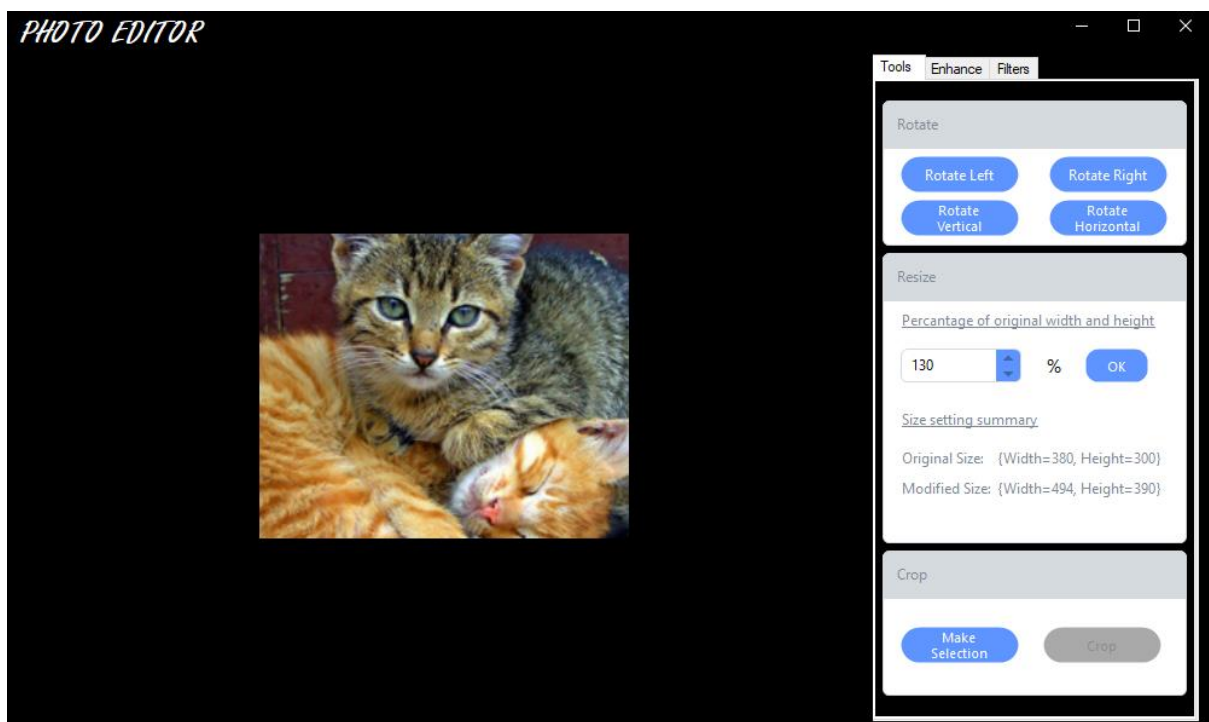 PHOTO EDITOR
Tools Enhance Filters
Rotate
Rotate Left Rotate Right
Rotate
Vertical
Rotate
Horizontal
Resize
Percantage of original width and height
130 % OK
Size setting summary
Original Size: {Width=380, Height=300}
Modified Size: {Width=494, Height=390}
Crop
Make
Selection
Crop